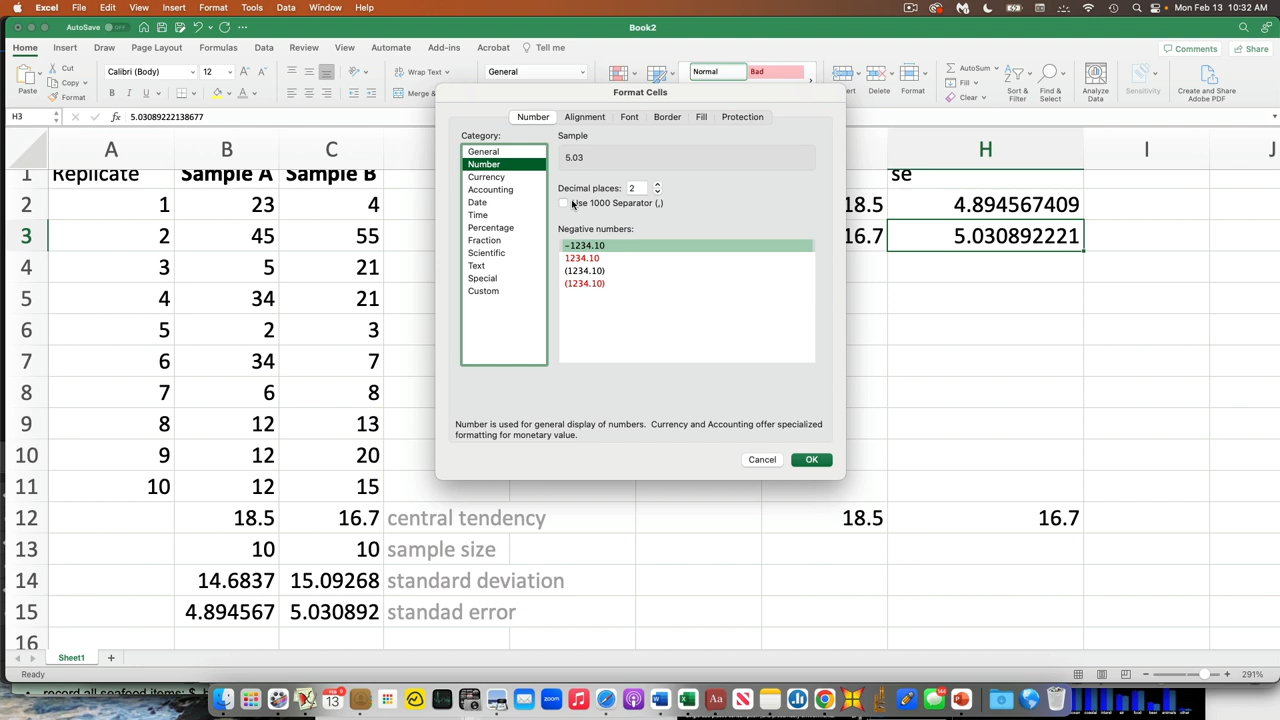 Excel File Edit View Insert Format Tools Data Window Help Mon Feb 13 10:32 AM
AutoSave OFF Book2
Home Insert Draw Page Layout Formulas Data Review View Automate Add-ins Acrobat Tell me Comments Share
Paste Cut Copy Format
Calibri (Body) 12
B I U
Wrap Text
Merge &
General
Normal Bad
Delete Format
AutoSum Fill Clear
Sort & Filter
Find & Select
Analyze Data
Sensitivity
Create and Share Adobe PDF
H3 fx 5.03089222138677
Format Cells
Number Alignment Font Border Fill Protection
Category:
General
Number
Currency
Accounting
Date
Time
Percentage
Fraction
Scientific
Text
Special
Custom
Sample
5.03
Decimal places: 2
Use 1000 Separator (,)
Negative numbers:
-1234.10
1234.10
(1234.10)
(1234.10)
Number is used for general display of numbers. Currency and Accounting offer specialized
formatting for monetary value.
Cancel OK
A B C H I J
1 Replicate Sample A Sample B se
2 1 23 4 18.5 4.894567409
3 2 45 55 16.7 5.030892221
4 3 5 21
5 4 34 21
6 5 2 3
7 6 34 7
8 7 6 8
9 8 12 13
10 9 12 20
11 10 12 15
12 18.5 16.7 central tendency 18.5 16.7
13 10 10 sample size
14 14.6837 15.09268 standard deviation
15 4.894567 5.030892 standad error
16
Sheet1
Ready 291%